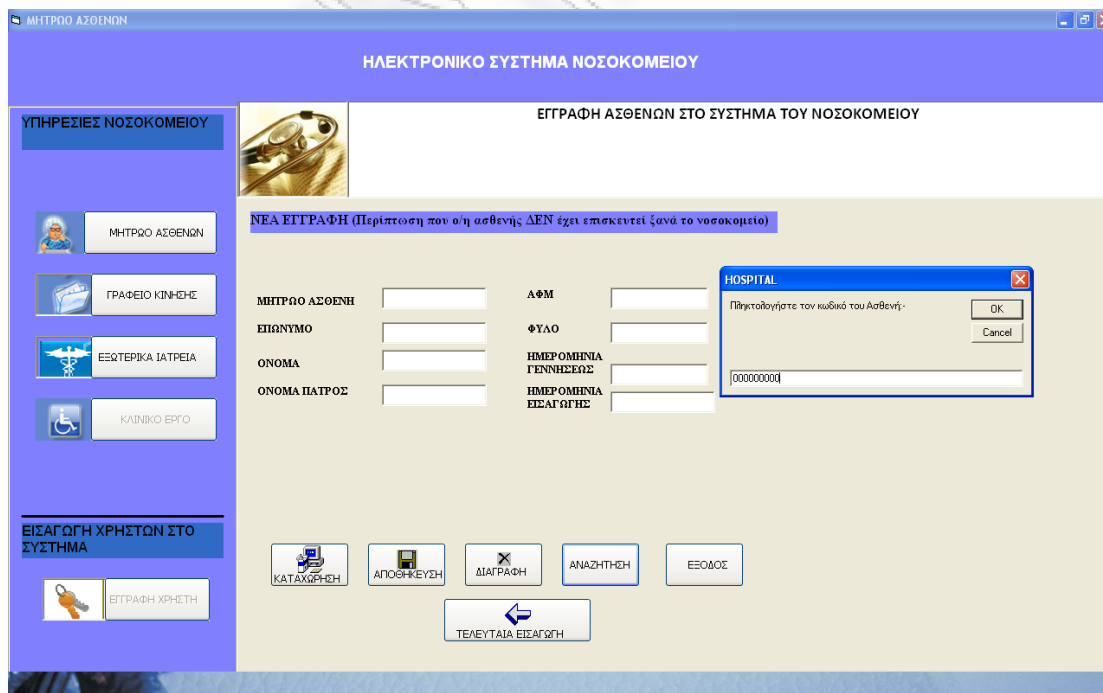 ΜΗΤΡΩΟ ΑΣΘΕΝΩΝ
ΗΛΕΚΤΡΟΝΙΚΟ ΣΥΣΤΗΜΑ ΝΟΣΟΚΟΜΕΙΟΥ
ΥΠΗΡΕΣΙΕΣ ΝΟΣΟΚΟΜΕΙΟΥ
ΜΗΤΡΩΟ ΑΣΘΕΝΩΝ
ΓΡΑΦΕΙΟ ΚΙΝΗΣΗΣ
ΕΞΩΤΕΡΙΚΑ ΙΑΤΡΕΙΑ
ΚΛΙΝΙΚΟ ΕΡΓΟ
ΕΙΣΑΓΩΓΗ ΧΡΗΣΤΩΝ ΣΤΟ
ΣΥΣΤΗΜΑ
ΕΓΓΡΑΦΗ ΧΡΗΣΤΗ
ΕΓΓΡΑΦΗ ΑΣΘΕΝΩΝ ΣΤΟ ΣΥΣΤΗΜΑ ΤΟΥ ΝΟΣΟΚΟΜΕΙΟΥ
ΝΕΑ ΕΓΓΡΑΦΗ (Περίπτωση που ο/η ασθενής ΔΕΝ έχει επισκευτεί ξανά το νοσοκομείο)
ΜΗΤΡΩΟ ΑΣΘΕΝΗ
ΕΠΩΝΥΜΟ
ΟΝΟΜΑ
ΟΝΟΜΑ ΠΑΤΡΟΣ
ΑΦΜ
ΦΥΛΟ
ΗΜΕΡΟΜΗΝΙΑ
ΓΕΝΝΗΣΕΩΣ
ΗΜΕΡΟΜΗΝΙΑ
ΕΙΣΑΓΩΓΗΣ
HOSPITAL
Πληκτολογήστε τον κωδικό του Ασθενή:-
OK
Cancel
000000000
ΚΑΤΑΧΩΡΗΣΗ
ΑΠΟΘΗΚΕΥΣΗ
ΔΙΑΓΡΑΦΗ
ΑΝΑΖΗΤΗΣΗ
ΕΞΟΔΟΣ
ΤΕΛΕΥΤΑΙΑ ΕΙΣΑΓΩΓΗ